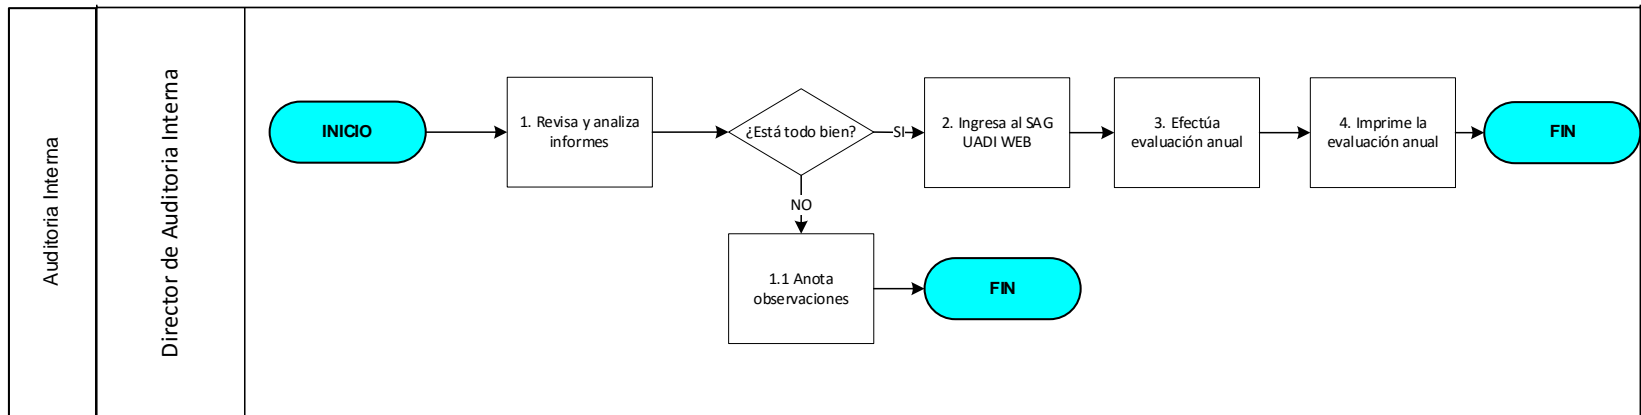 Auditoria Interna
Director de Auditoria Interna
INICIO
1. Revisa y analiza
informes
¿Está todo bien?
SI
2. Ingresa al SAG
UADI WEB
3. Efectúa
evaluación anual
4. Imprime la
evaluación anual
FIN
NO
1.1 Anota
observaciones
FIN